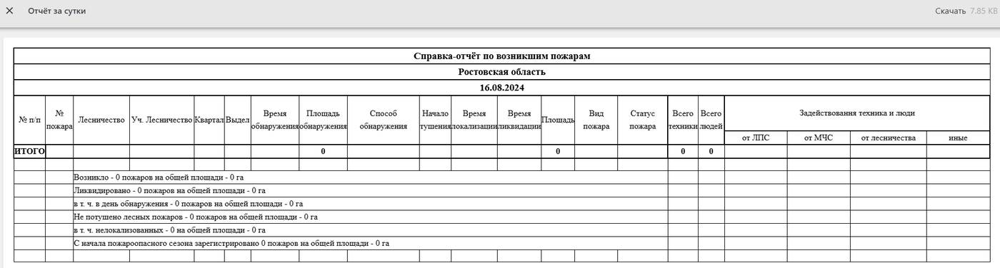 Отчёт за сутки
Скачать 7.85 KB
Справка-отчёт по возникшим пожарам
Ростовская область
16.08.2024
№ п/п
№ пожара
Лесничество
Уч. Лесничество
Квартал
Выдел
Время обнаружения
Площадь обнаружения
Способ обнаружения
Начало тушения
Время локализации
Время ликвидации
Площадь
Вид пожара
Статус пожара
Всего техники
Всего людей
Задействованя техника и люди
от ЛПС
от МЧС
от лесничества
иные
ИТОГО 0 0 0 0
Возникло - 0 пожаров на общей площади - 0 га
Ликвидировано - 0 пожаров на общей площади - 0 га
в т. ч. в день обнаружения - 0 пожаров на общей площади - 0 га
Не потушено лесных пожаров - 0 пожаров на общей площади - 0 га
в т. ч. нелокализованных - 0 на общей площади - 0 га
С начала пожароопасного сезона зарегистрировано 0 пожаров на общей площади - 0 га